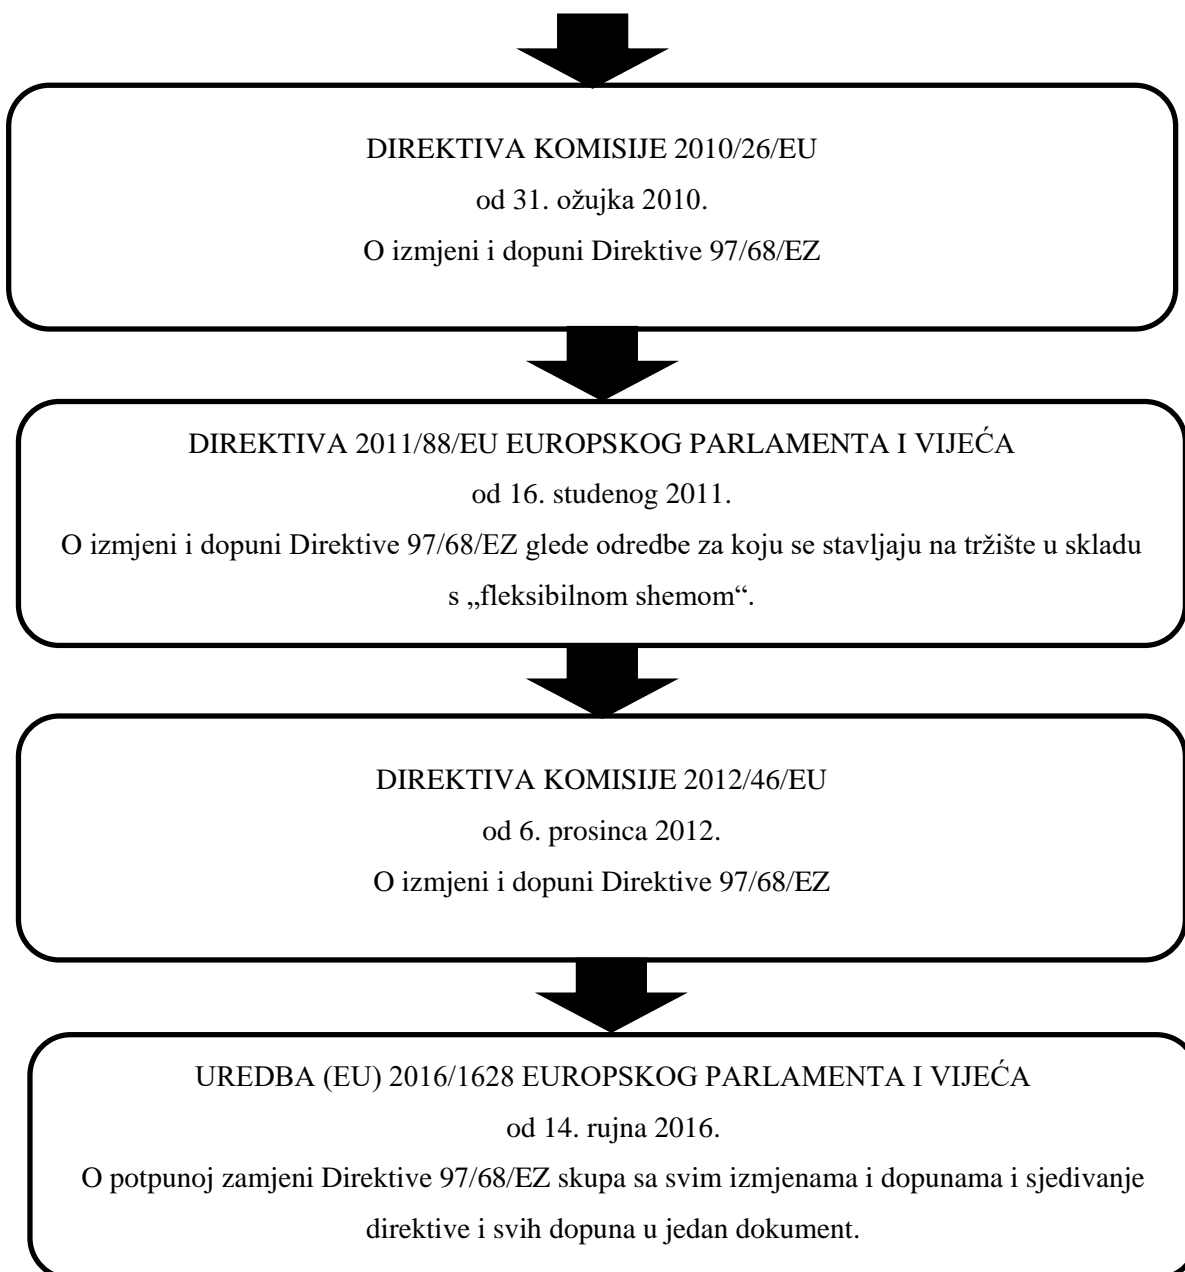 DIREKTIVA KOMISIJE 2010/26/EU
od 31. ožujka 2010.
O izmjeni i dopuni Direktive 97/68/EZ
DIREKTIVA 2011/88/EU EUROPSKOG PARLAMENTA I VIJEĆA
od 16. studenog 2011.
O izmjeni i dopuni Direktive 97/68/EZ glede odredbe za koju se stavljaju na tržište u skladu
s „fleksibilnom shemom“.
DIREKTIVA KOMISIJE 2012/46/EU
od 6. prosinca 2012.
O izmjeni i dopuni Direktive 97/68/EZ
UREDBA (EU) 2016/1628 EUROPSKOG PARLAMENTA I VIJEĆA
od 14. rujna 2016.
O potpunoj zamjeni Direktive 97/68/EZ skupa sa svim izmjenama i dopunama i sjedivanje
direktive i svih dopuna u jedan dokument.